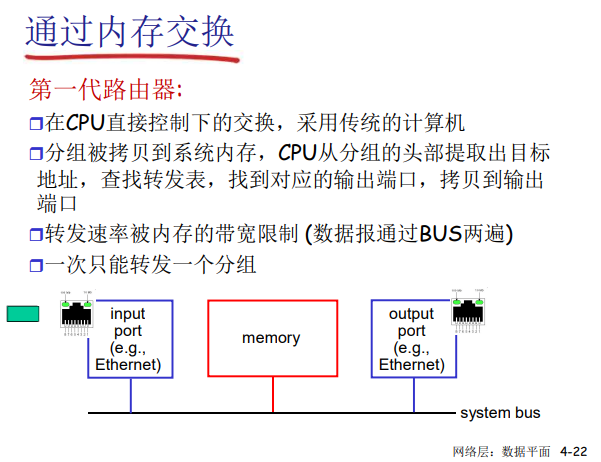 通过内存交换
第一代路由器:
在CPU直接控制下的交换，采用传统的计算机
分组被拷贝到系统内存，CPU从分组的头部提取出目标
地址，查找转发表，找到对应的输出端口，拷贝到输出
端口
转发速率被内存的带宽限制 (数据报通过BUS两遍)
一次只能转发一个分组
input
port
(e.g.,
Ethernet)
memory
output
port
(e.g.,
Ethernet)
system bus
网络层：数据平面 4-22